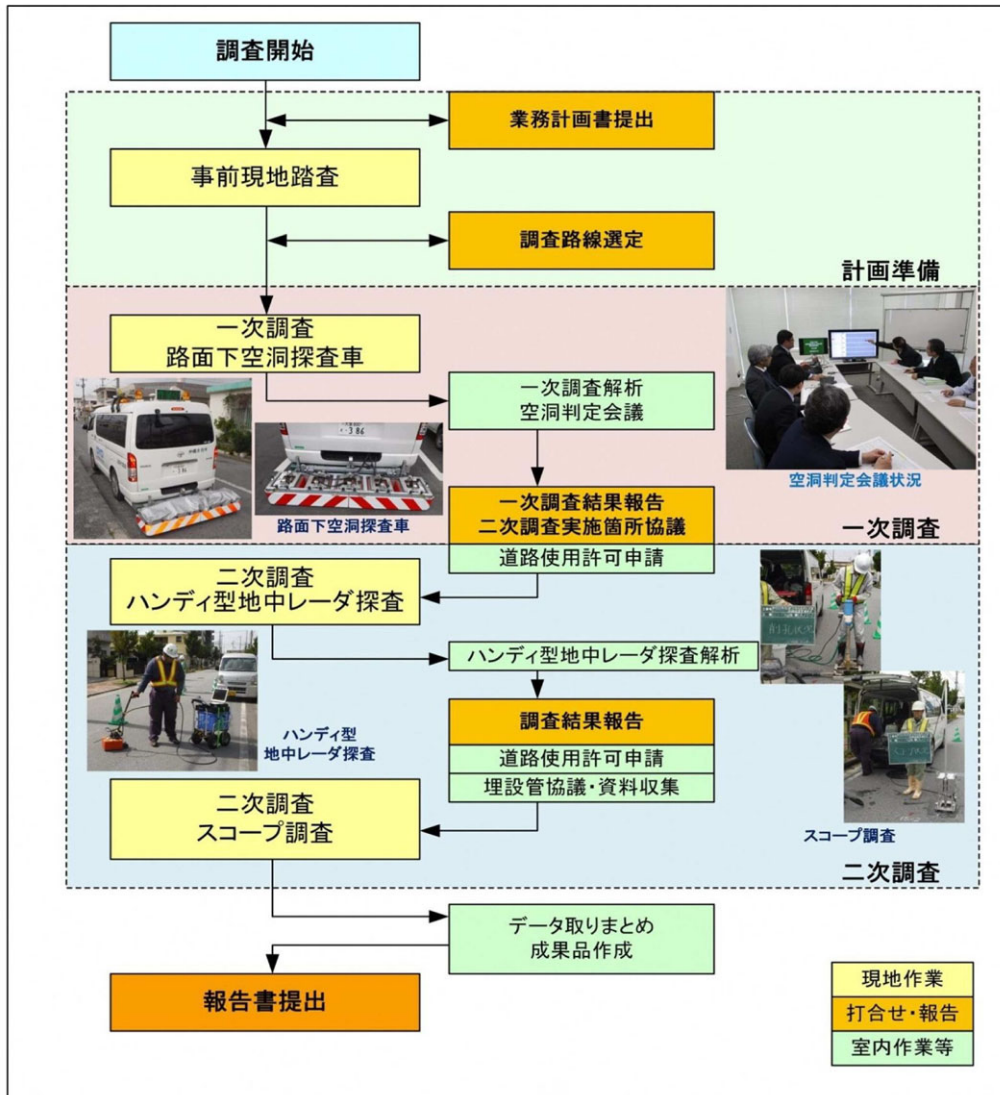 調査開始
業務計画書提出
事前現地踏査
調査路線選定
計画準備
一次調査
路面下空洞探査車
一次調査解析
空洞判定会議
空洞判定会議状況
・386
路面下空洞探査車
一次調査結果報告
二次調査実施箇所協議
一次調査
道路使用許可申請
二次調査
ハンディ型地中レーダ探査
ハンディ型地中レーダ探査解析
調査結果報告
ハンディ型
地中レーダ探査
道路使用許可申請
埋設管協議・資料収集
二次調査
スコープ調査
スコープ調査
二次調査
データ取りまとめ
成果品作成
報告書提出
現地作業
打合せ・報告
室内作業等